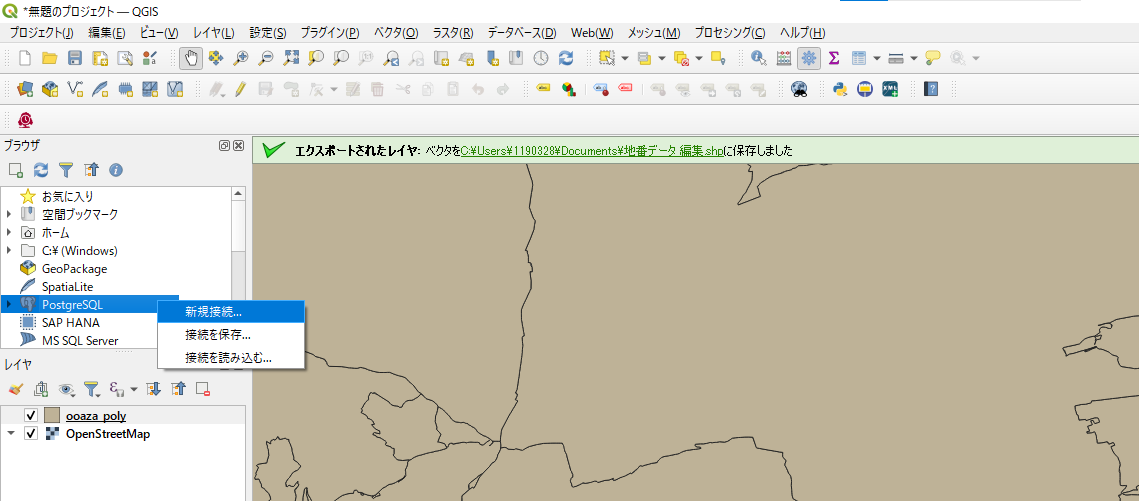 *無題のプロジェクト — QGIS
プロジェクト(J) 編集(E) ビュー(V) レイヤ(L) 設定(S) プラグイン(P) ベクタ(O) ラスタ(R) データベース(D) Web(W) メッシュ(M) プロセシング(C) ヘルプ(H)
ブラウザ
エクスポートされたレイヤ: ベクタをC:¥Users¥1190328¥Documents¥地番データ 編集.shpに保存しました
お気に入り
空間ブックマーク
ホーム
C:¥ (Windows)
GeoPackage
SpatiaLite
PostgreSQL
新規接続...
SAP HANA
接続を保存...
MS SQL Server
接続を読み込む...
レイヤ
ooaza_poly
OpenStreetMap